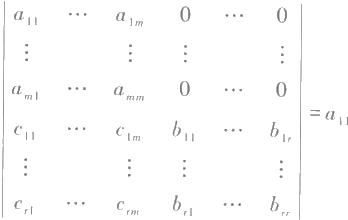 a₁₁ ⋯ a₁ₘ 0 ⋯ 0
⋮ ⋮ ⋮ ⋮
aₘ₁ ⋯ aₘₘ 0 ⋯ 0
c₁₁ ⋯ c₁ₘ b₁₁ ⋯ b₁ᵣ = a₁₁
⋮ ⋮ ⋮ ⋮
cᵣ₁ ⋯ cᵣₘ bᵣ₁ ⋯ bᵣᵣ